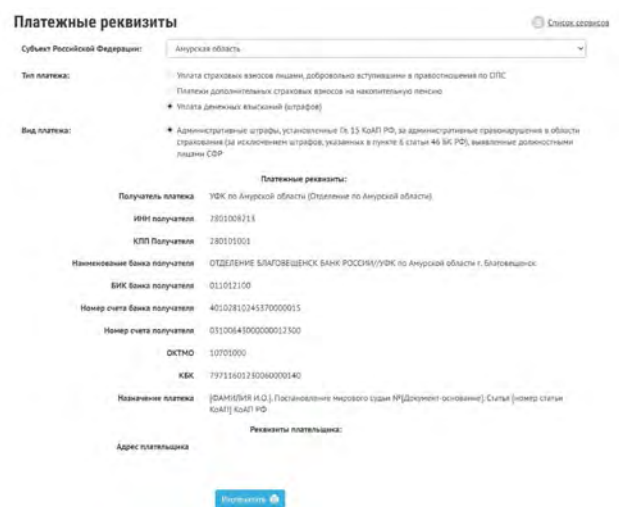 Платежные реквизиты
Список сервисов
Субъект Российской Федерации: Амурская область
Тип платежа: Уплата страховых взносов лицами, добровольно вступившими в правоотношения по ОПС
Платежи дополнительных страховых взносов на накопительную пенсию
Уплата денежных взысканий (штрафов)
Вид платежа: Административные штрафы, установленные Гл. 15 КоАП РФ, за административные правонарушения в области
страхования (за исключением штрафов, указанных в пункте 6 статьи 46 БК РФ), выявленные должностными
лицами СФР
Платежные реквизиты:
Получатель платежа УФК по Амурской области (Отделение по Амурской области)
ИНН получателя 2801008213
КПП Получателя 280101001
Наименование банка получателя ОТДЕЛЕНИЕ БЛАГОВЕЩЕНСК БАНК РОССИИ//УФК по Амурской области г. Благовещенск
БИК банка получателя 011012100
Номер счета банка получателя 40102810245370000015
Номер счета получателя 03100643000000012300
ОКТМО 10701000
КБК 79711601230060000140
Назначение платежа [ФАМИЛИЯ И.О.]. Постановление мирового судьи №[Документ-основание]. Статья [номер статьи
КоАП] КоАП РФ
Реквизиты плательщика:
Адрес плательщика
Распечатать